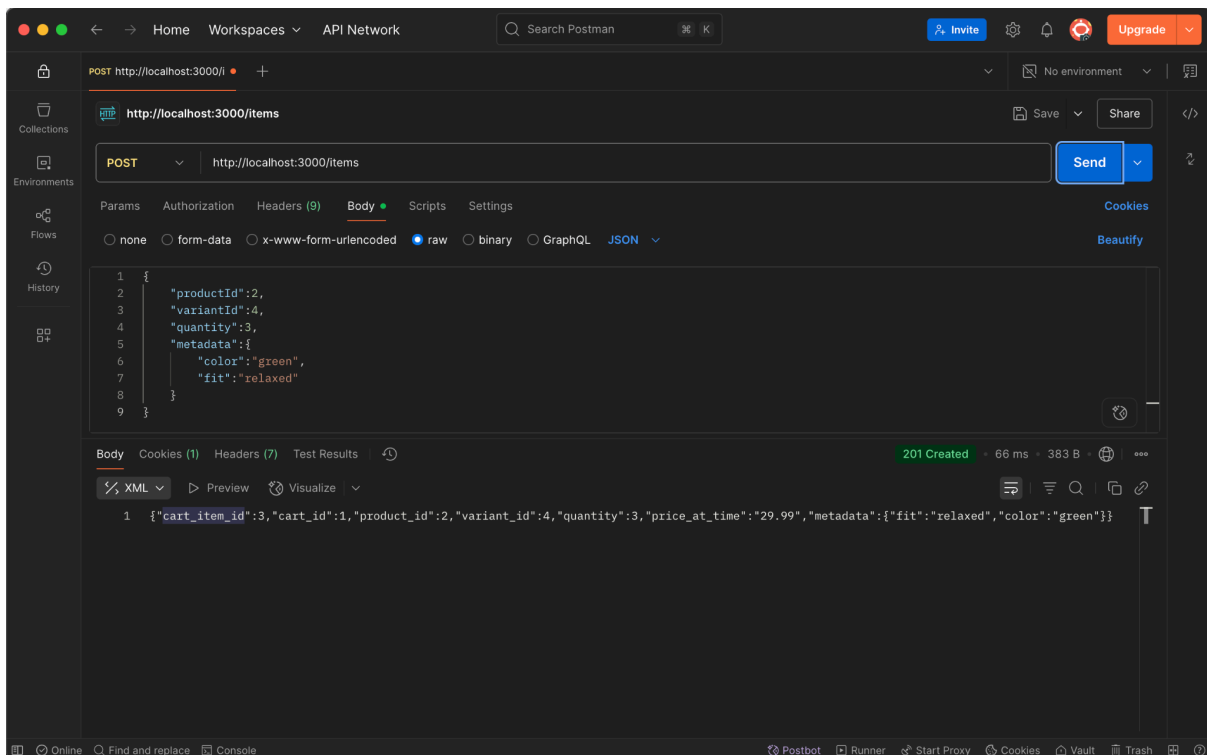 Home Workspaces API Network Search Postman ⌘ K Invite Upgrade
POST http://localhost:3000/i No environment
HTTP http://localhost:3000/items Save Share
Collections
POST http://localhost:3000/items Send
Environments
Params Authorization Headers (9) Body Scripts Settings Cookies
Flows
none form-data x-www-form-urlencoded raw binary GraphQL JSON Beautify
History
1 {
2 "productId":2,
3 "variantId":4,
4 "quantity":3,
5 "metadata":{
6 "color":"green",
7 "fit":"relaxed"
8 }
9 }
Body Cookies (1) Headers (7) Test Results 201 Created • 66 ms • 383 B
XML Preview Visualize
1 {"cart_item_id":3,"cart_id":1,"product_id":2,"variant_id":4,"quantity":3,"price_at_time":"29.99","metadata":{"fit":"relaxed","color":"green"}}
Online Find and replace Console Postbot Runner Start Proxy Cookies Vault Trash